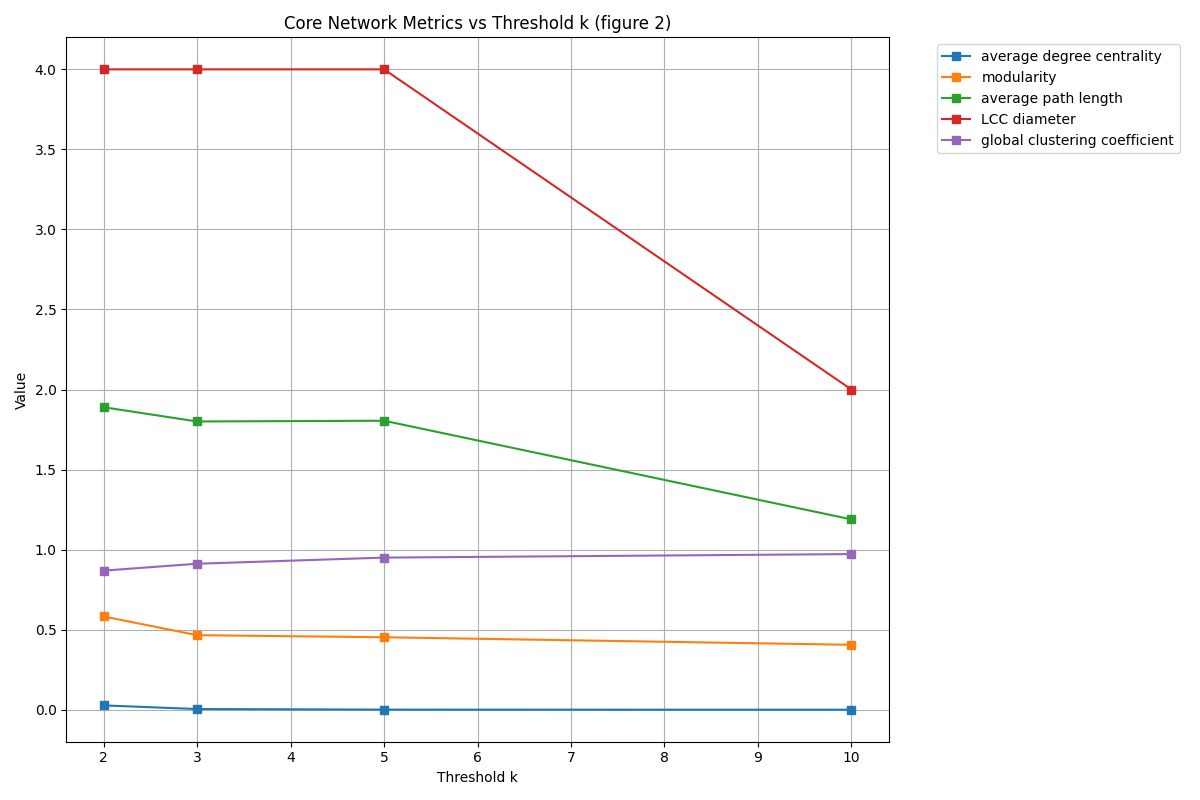 Core Network Metrics vs Threshold k (figure 2)
average degree centrality
modularity
average path length
LCC diameter
global clustering coefficient
4.0
3.5
3.0
2.5
2.0
1.5
1.0
0.5
0.0
Value
2 3 4 5 6 7 8 9 10
Threshold k